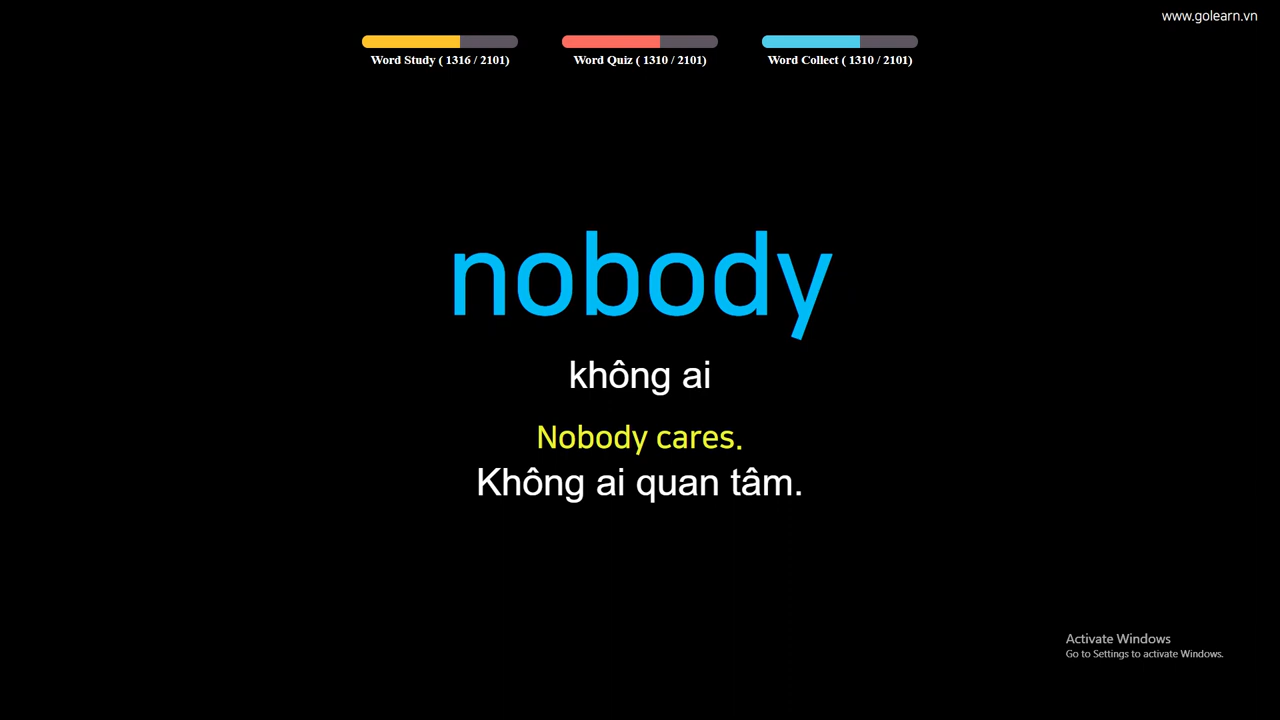 www.golearn.vn
Word Study ( 1316 / 2101)
Word Quiz ( 1310 / 2101)
Word Collect ( 1310 / 2101)
nobody
không ai
Nobody cares.
Không ai quan tâm.
Activate Windows
Go to Settings to activate Windows.